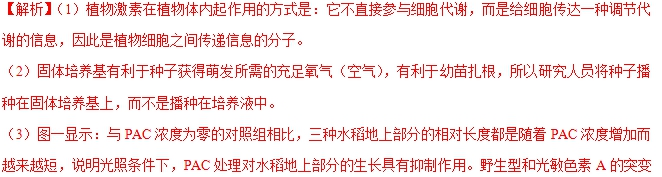 【解析】（1）植物激素在植物体内起作用的方式是：它不直接参与细胞代谢，而是给细胞传达一种调节代
谢的信息，因此是植物细胞之间传递信息的分子。
（2）固体培养基有利于种子获得萌发所需的充足氧气（空气），有利于幼苗扎根，所以研究人员将种子播
种在固体培养基上，而不是播种在培养液中。
（3）图一显示：与 PAC 浓度为零的对照组相比，三种水稻地上部分的相对长度都是随着 PAC 浓度增加而
越来越短，说明光照条件下，PAC 处理对水稻地上部分的生长具有抑制作用。野生型和光敏色素 A 的突变